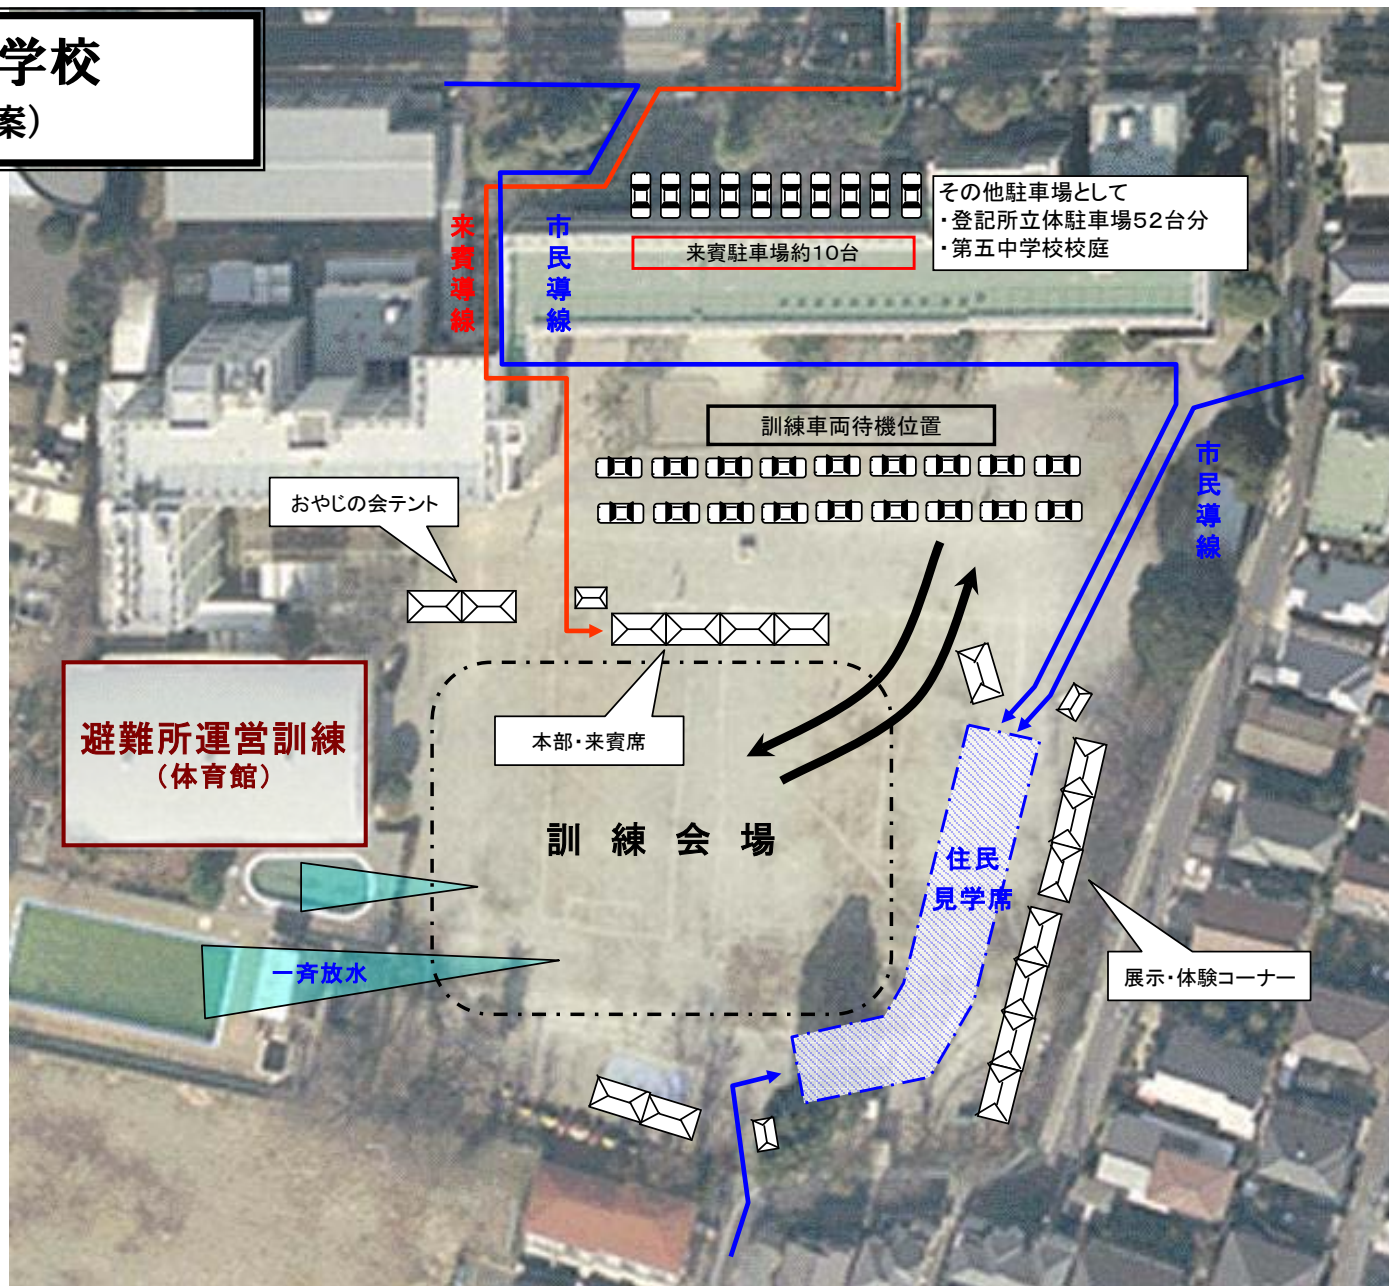 学校
案）
来賓導線
市民導線
来賓駐車場約10台
その他駐車場として
・登記所立体駐車場52台分
・第五中学校校庭
訓練車両待機位置
市民導線
おやじの会テント
本部・来賓席
避難所運営訓練
（体育館）
訓練会場
住民
見学席
一斉放水
展示・体験コーナー